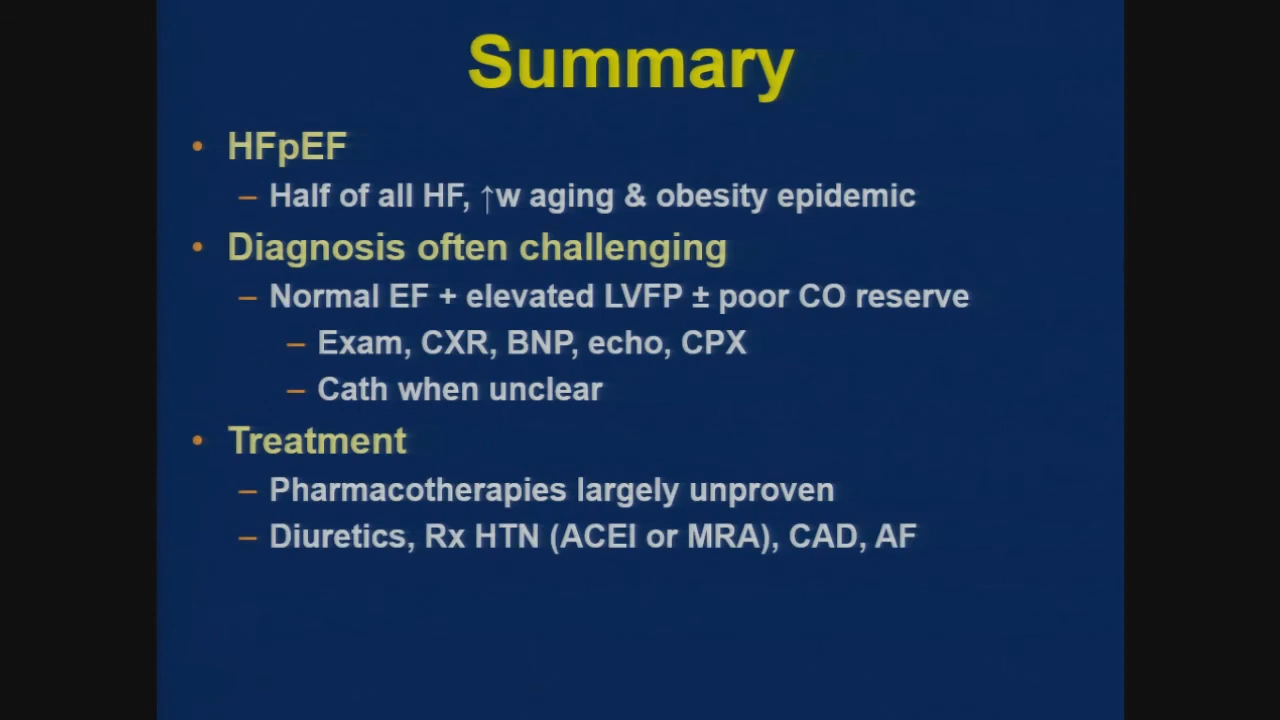 Summary
• HFpEF
– Half of all HF, ↑w aging & obesity epidemic
• Diagnosis often challenging
– Normal EF + elevated LVFP ± poor CO reserve
– Exam, CXR, BNP, echo, CPX
– Cath when unclear
• Treatment
– Pharmacotherapies largely unproven
– Diuretics, Rx HTN (ACEI or MRA), CAD, AF